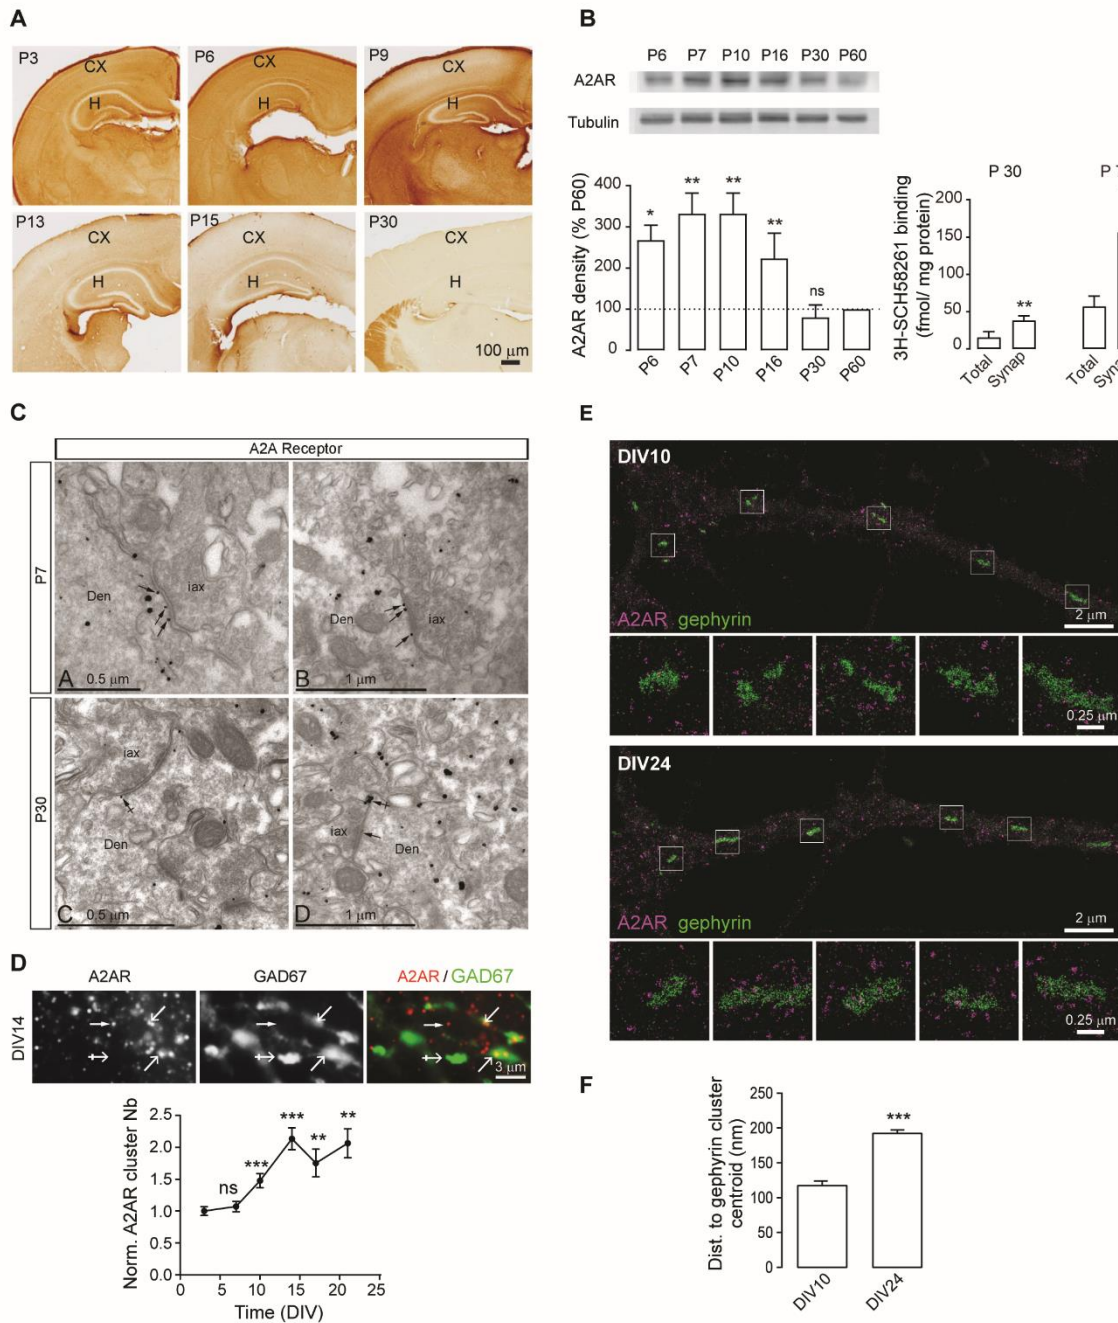 A
P3
CX
H
P6
CX
H
P9
CX
H
P13
CX
H
P15
CX
H
P30
CX
H
100 µm
B
P6 P7 P10 P16 P30 P60
A2AR
Tubulin
A2AR density (% P60)
400
300
200
100
0
* ** ** ** ns
P6 P7 P10 P16 P30 P60
3H-SCH58261 binding
(fmol/ mg protein)
P 30
200
150
100
50
0
**
Total Synap
P
Total
C
A2A Receptor
P7
Den
iax
A
0.5 µm
Den
iax
B
1 µm
P30
iax
Den
C
0.5 µm
iax
Den
D
1 µm
D
A2AR GAD67 A2AR / GAD67
DIV14
3 µm
Norm. A2AR cluster Nb
2.5
2.0
1.5
1.0
0.0
ns *** *** ** **
0 5 10 15 20 25
Time (DIV)
E
DIV10
A2AR gephyrin
2 µm
0.25 µm
DIV24
A2AR gephyrin
2 µm
0.25 µm
F
Dist. to gephyrin cluster
centroid (nm)
250
200
150
100
50
0
***
DIV10 DIV24